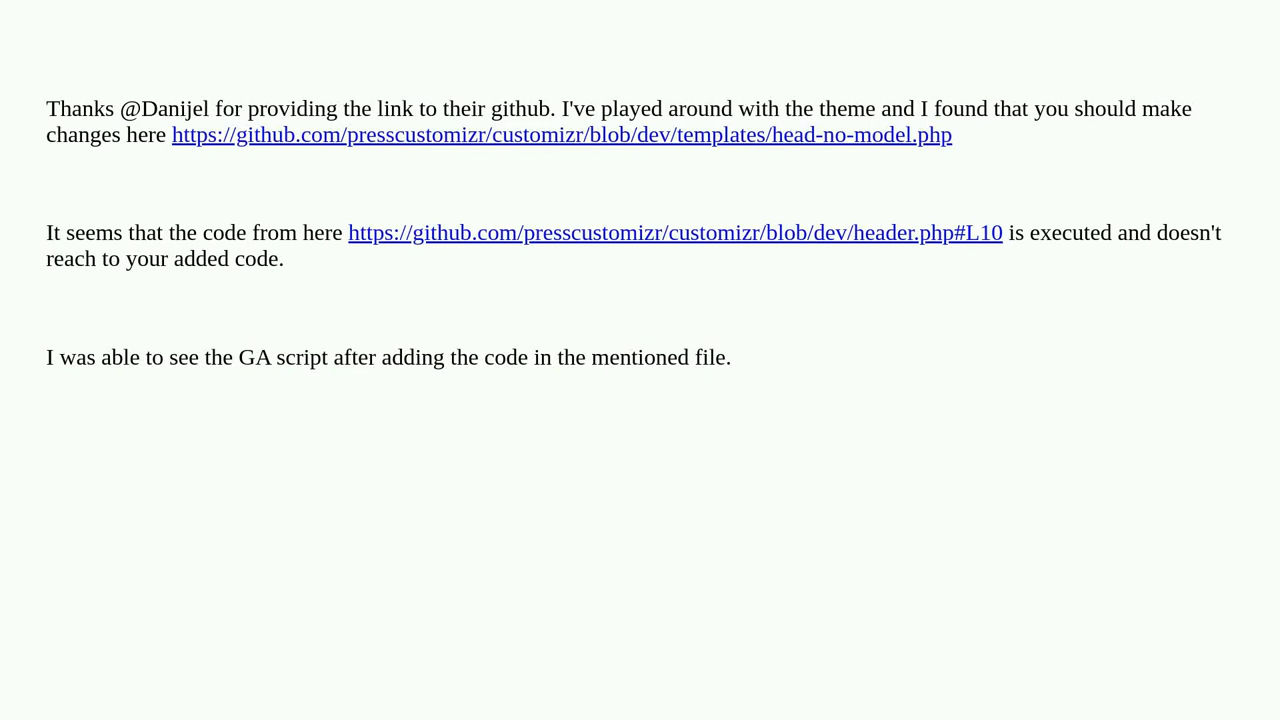 Thanks @Danijel for providing the link to their github. I've played around with the theme and I found that you should make
changes here https://github.com/presscustomizr/customizr/blob/dev/templates/head-no-model.php
It seems that the code from here https://github.com/presscustomizr/customizr/blob/dev/header.php#L10 is executed and doesn't
reach to your added code.
I was able to see the GA script after adding the code in the mentioned file.